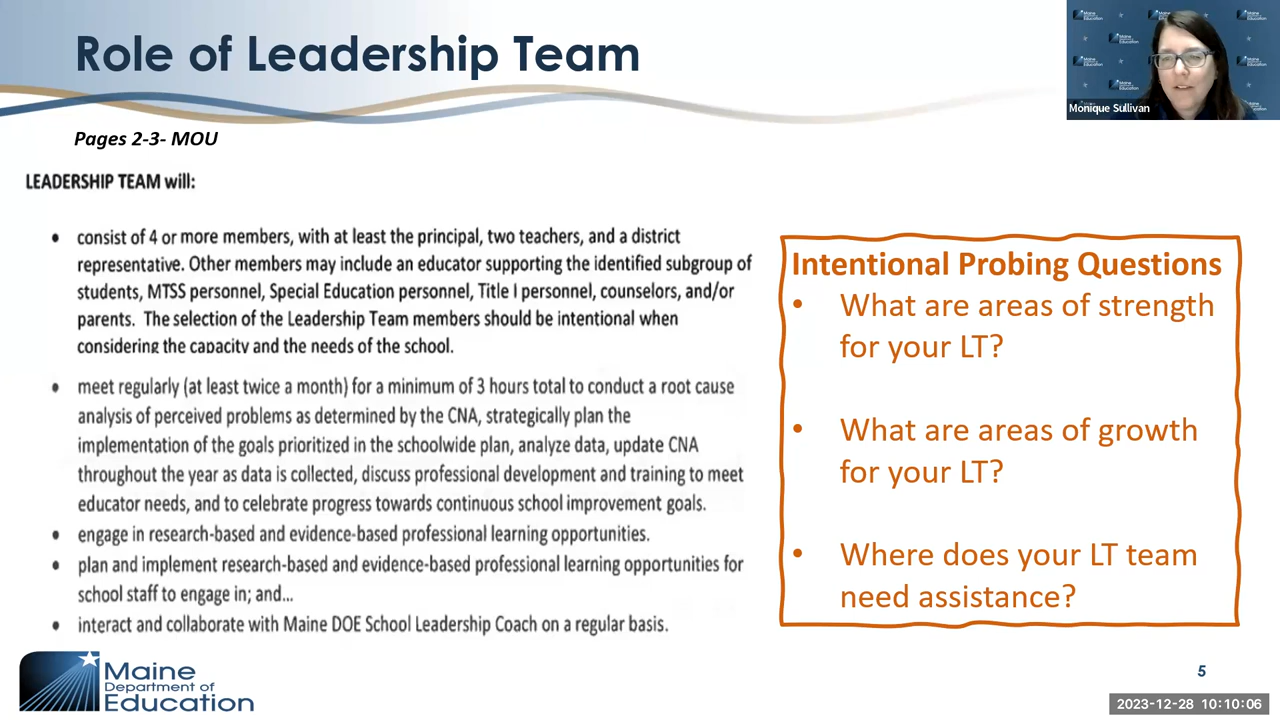 Role of Leadership Team
Monique Sullivan
Pages 2-3- MOU
LEADERSHIP TEAM will:
• consist of 4 or more members, with at least the principal, two teachers, and a district
representative. Other members may include an educator supporting the identified subgroup of
students, MTSS personnel, Special Education personnel, Title I personnel, counselors, and/or
parents. The selection of the Leadership Team members should be intentional when
considering the capacity and the needs of the school.
• meet regularly (at least twice a month) for a minimum of 3 hours total to conduct a root cause
analysis of perceived problems as determined by the CNA, strategically plan the
implementation of the goals prioritized in the schoolwide plan, analyze data, update CNA
throughout the year as data is collected, discuss professional development and training to meet
educator needs, and to celebrate progress towards continuous school improvement goals.
• engage in research-based and evidence-based professional learning opportunities.
• plan and implement research-based and evidence-based professional learning opportunities for
school staff to engage in; and...
• interact and collaborate with Maine DOE School Leadership Coach on a regular basis.
Intentional Probing Questions
• What are areas of strength
for your LT?
• What are areas of growth
for your LT?
• Where does your LT team
need assistance?
Maine
Department of
Education
5
2023-12-28 10:10:06